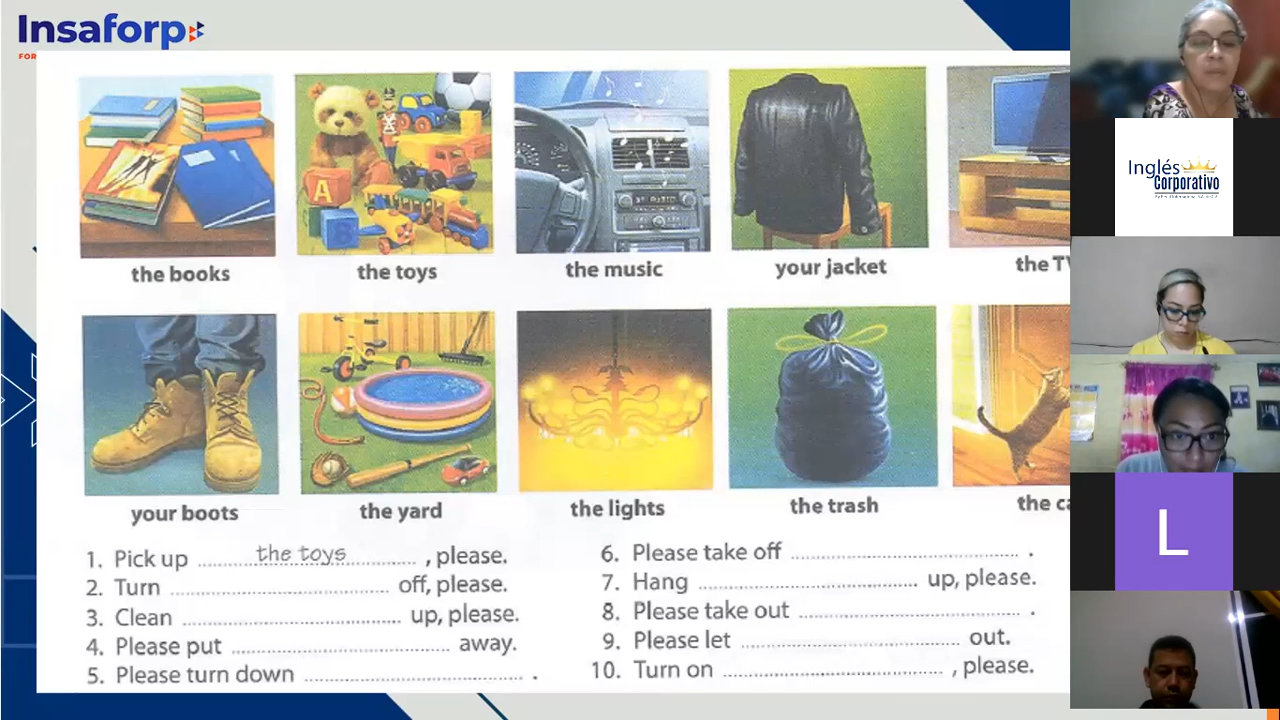 Insaforp
FOR
the books
the toys
the music
your jacket
the TV
your boots
the yard
the lights
the trash
the ca
1. Pick up the toys, please.
2. Turn ........ off, please.
3. Clean ........ up, please.
4. Please put ........ away.
5. Please turn down ........ .
6. Please take off ........ .
7. Hang ........ up, please.
8. Please take out ........ .
9. Please let ........ out.
10. Turn on ........ , please.
Inglés
Corporativo
L
A
B